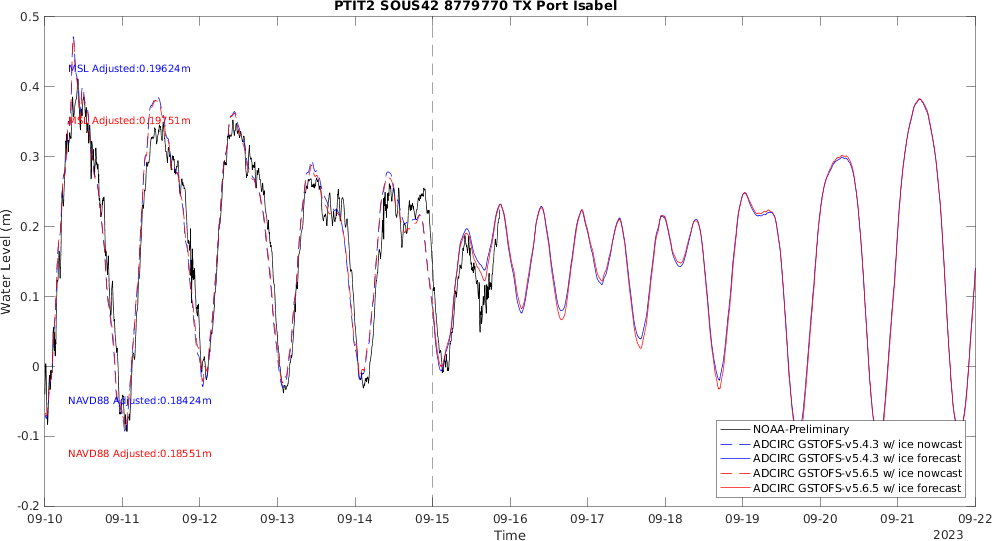 PTIT2 SOUS42 8779770 TX Port Isabel
0.5
0.4
0.3
0.2
0.1
0
-0.1
-0.2
Water Level (m)
MSL Adjusted:0.19624m
MSL Adjusted:0.19751m
NAVD88 Adjusted:0.18424m
NAVD88 Adjusted:0.18551m
NOAA-Preliminary
ADCIRC GSTOFS-v5.4.3 w/ ice nowcast
ADCIRC GSTOFS-v5.4.3 w/ ice forecast
ADCIRC GSTOFS-v5.6.5 w/ ice nowcast
ADCIRC GSTOFS-v5.6.5 w/ ice forecast
09-10 09-11 09-12 09-13 09-14 09-15 09-16 09-17 09-18 09-19 09-20 09-21 09-22
Time
2023